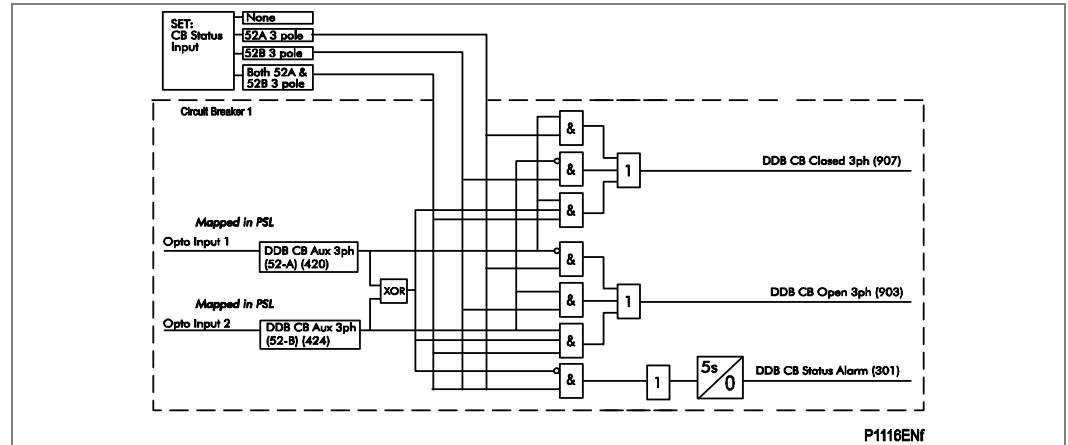 SET:
CB Status
Input
None
52A 3 pole
52B 3 pole
Both 52A &
52B 3 pole
Circuit Breaker 1
&
&
1
DDB CB Closed 3ph (907)
&
Mapped in PSL
Opto Input 1
DDB CB Aux 3ph
(52-A) (420)
&
XOR
&
1
DDB CB Open 3ph (903)
Mapped in PSL
Opto Input 2
DDB CB Aux 3ph
(52-B) (424)
&
&
1
5s
0
DDB CB Status Alarm (301)
P1116ENf